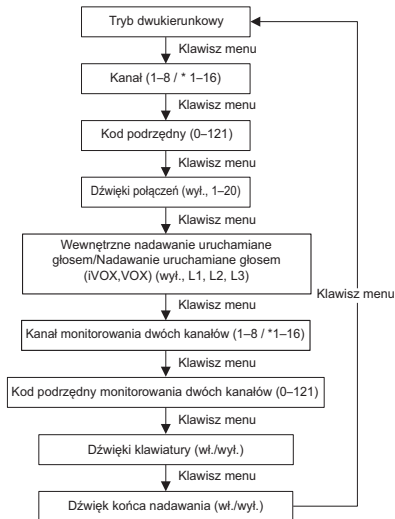 Tryb dwukierunkowy
Klawisz menu
Kanał (1–8 / * 1–16)
Klawisz menu
Kod podrzędny (0–121)
Klawisz menu
Dźwięki połączeń (wył., 1–20)
Klawisz menu
Wewnętrzne nadawanie uruchamiane
głosem/Nadawanie uruchamiane głosem
(iVOX,VOX) (wył., L1, L2, L3)
Klawisz menu
Klawisz menu
Kanał monitorowania dwóch kanałów (1–8 / *1–16)
Klawisz menu
Kod podrzędny monitorowania dwóch kanałów (0–121)
Klawisz menu
Dźwięki klawiatury (wł./wył.)
Klawisz menu
Dźwięk końca nadawania (wł./wył.)